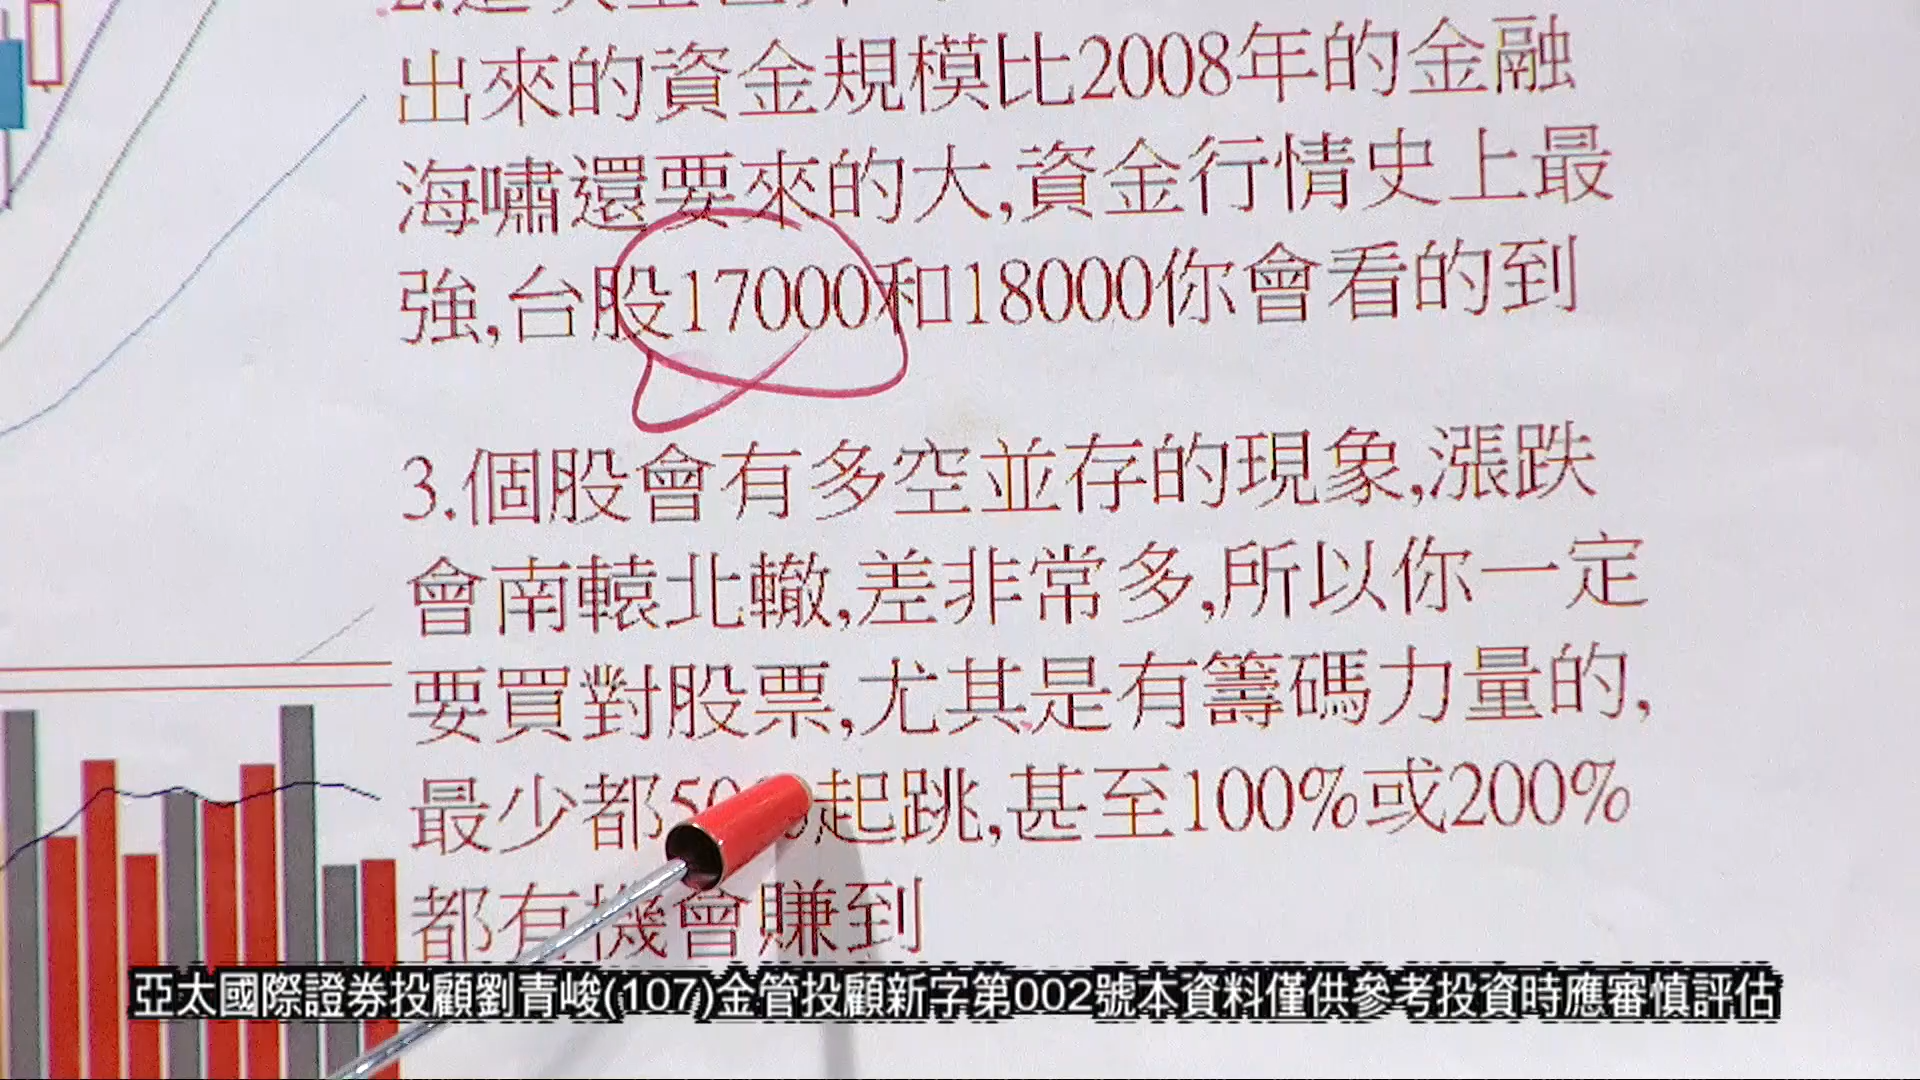 出來的資金規模比2008年的金融
海嘯還要來的大,資金行情史上最
強,台股17000和18000你會看的到
3.個股會有多空並存的現象,漲跌
會南轅北轍,差非常多,所以你一定
要買對股票,尤其是有籌碼力量的,
最少都50%起跳,甚至100%或200%
都有機會賺到
亞太國際證券投顧劉青峻(107)金管投顧新字第002號本資料僅供參考投資時應審慎評估